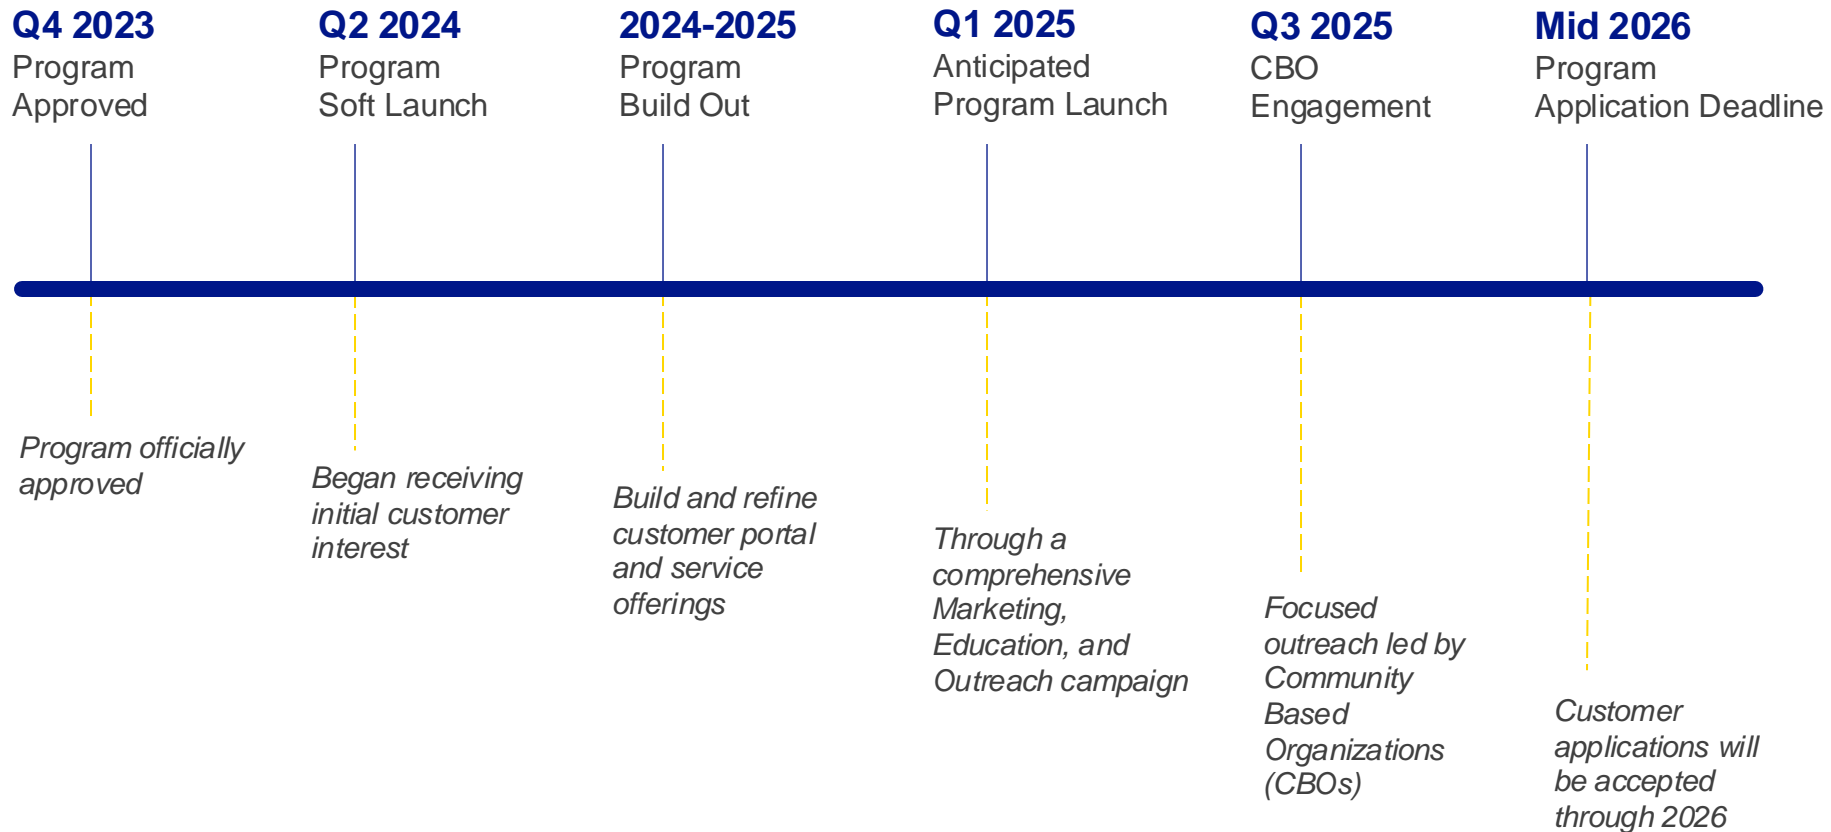 Q4 2023
Program
Approved
Q2 2024
Program
Soft Launch
2024-2025
Program
Build Out
Q1 2025
Anticipated
Program Launch
Q3 2025
CBO
Engagement
Mid 2026
Program
Application Deadline
Program officially
approved
Began receiving
initial customer
interest
Build and refine
customer portal
and service
offerings
Through a
comprehensive
Marketing,
Education, and
Outreach campaign
Focused
outreach led by
Community
Based
Organizations
(CBOs)
Customer
applications will
be accepted
through 2026